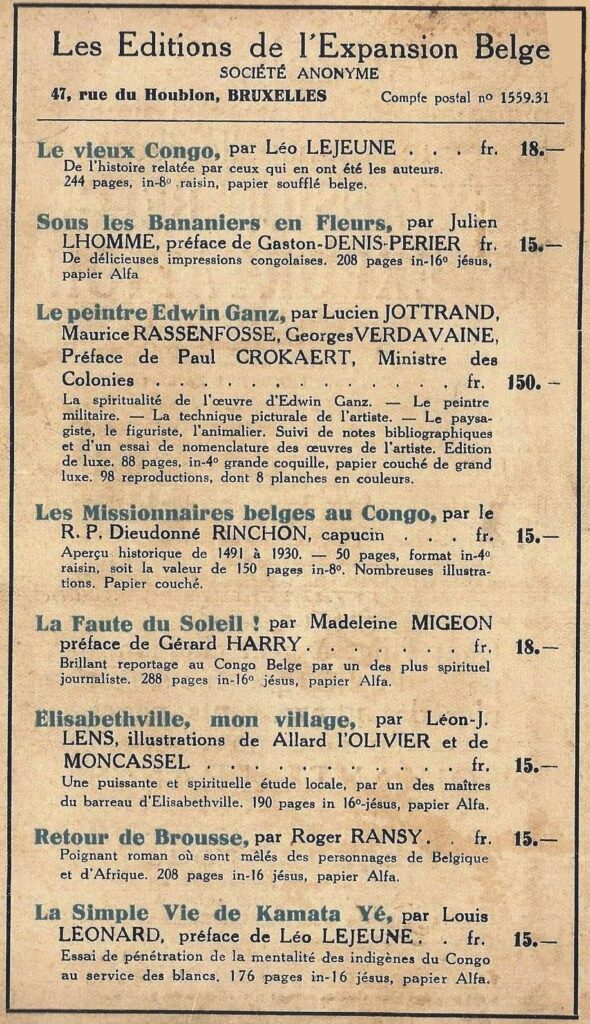 Les Editions de l'Expansion Belge
SOCIÉTÉ ANONYME
47, rue du Houblon, BRUXELLES Compte postal nº 1559.31
Le vieux Congo, par Léo LEJEUNE . . . fr. 18.—
De l'histoire relatée par ceux qui en ont été les auteurs.
244 pages, in-8º raisin, papier soufflé belge.
Sous les Bananiers en Fleurs, par Julien
LHOMME, préface de Gaston-DENIS-PERIER fr. 15.—
De délicieuses impressions congolaises. 208 pages in-16º jésus,
papier Alfa
Le peintre Edwin Ganz, par Lucien JOTTRAND,
Maurice RASSENFOSSE, Georges VERDAVAINE,
Préface de Paul CROKAERT, Ministre des
Colonies . . . . . . . . . . . . . fr. 150. —
La spiritualité de l'œuvre d'Edwin Ganz. — Le peintre
militaire. — La technique picturale de l'artiste. — Le paysa-
giste, le figuriste, l'animalier. Suivi de notes bibliographiques
et d'un essai de nomenclature des œuvres de l'artiste. Edition
de luxe. 88 pages, in-4º grande coquille, papier couché de grand
luxe. 98 reproductions, dont 8 planches en couleurs.
Les Missionnaires belges au Congo, par le
R. P. Dieudonné RINCHON, capucin . . . fr. 15.—
Aperçu historique de 1491 à 1930. — 50 pages, format in-4º
raisin, soit la valeur de 150 pages in-8º. Nombreuses illustra-
tions. Papier couché.
La Faute du Soleil ! par Madeleine MIGEON
préface de Gérard HARRY . . . . . . . fr. 18.—
Brillant reportage au Congo Belge par un des plus spirituel
journaliste. 288 pages in-16º jésus, papier Alfa.
Elisabethville, mon village, par Léon-J.
LENS, illustrations de Allard l'OLIVIER et de
MONCASSEL . . . . . . . . . . . fr. 15.—
Une puissante et spirituelle étude locale, par un des maîtres
du barreau d'Elisabethville. 190 pages in 16º-jésus, papier Alfa.
Retour de Brousse, par Roger RANSY. . fr. 15.—
Poignant roman où sont mêlés des personnages de Belgique
et d'Afrique. 208 pages in-16 jésus, papier Alfa.
La Simple Vie de Kamata Yé, par Louis
LEONARD, préface de Léo LEJEUNE. . fr. 15.—
Essai de pénétration de la mentalité des indigènes du Congo
au service des blancs. 176 pages in-16 jésus, papier Alfa.